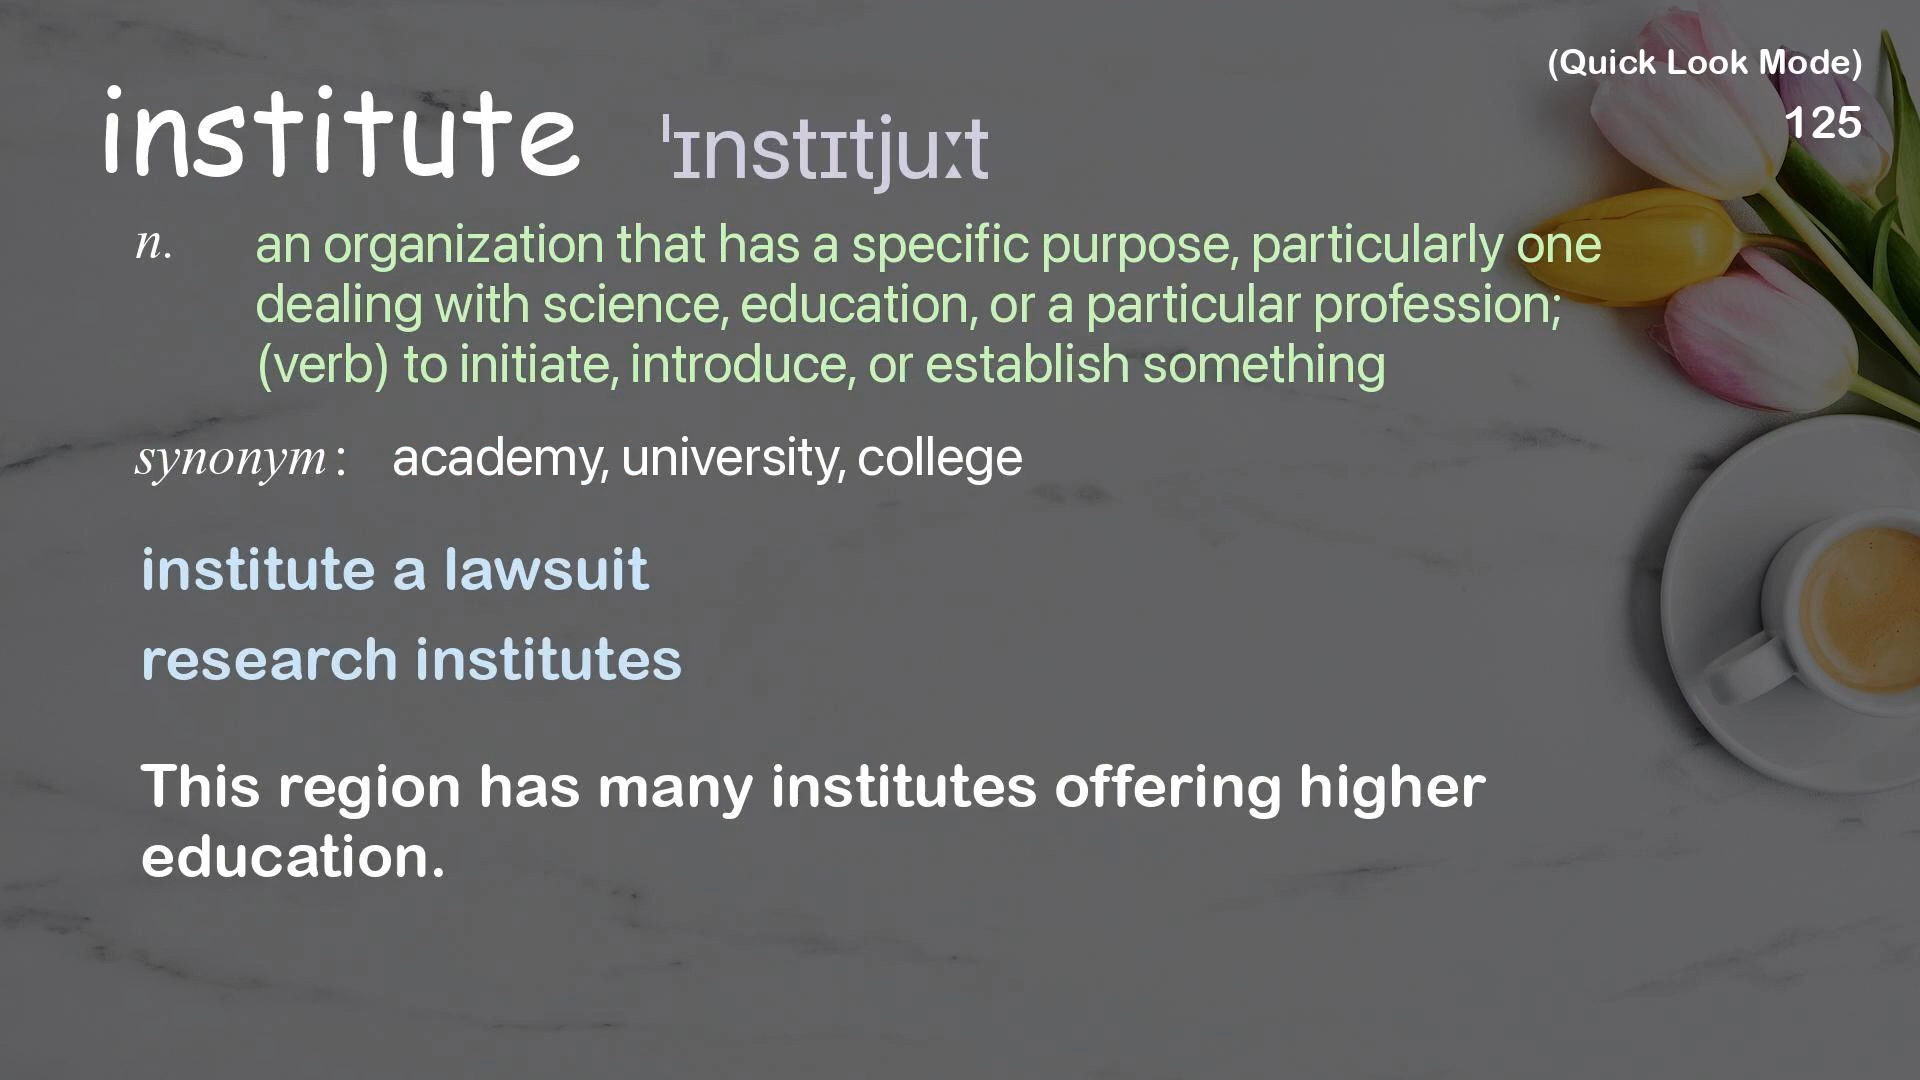 (Quick Look Mode)
125
institute ˈɪnstɪtjuːt
n. an organization that has a specific purpose, particularly one
dealing with science, education, or a particular profession;
(verb) to initiate, introduce, or establish something
synonym: academy, university, college
institute a lawsuit
research institutes
This region has many institutes offering higher
education.